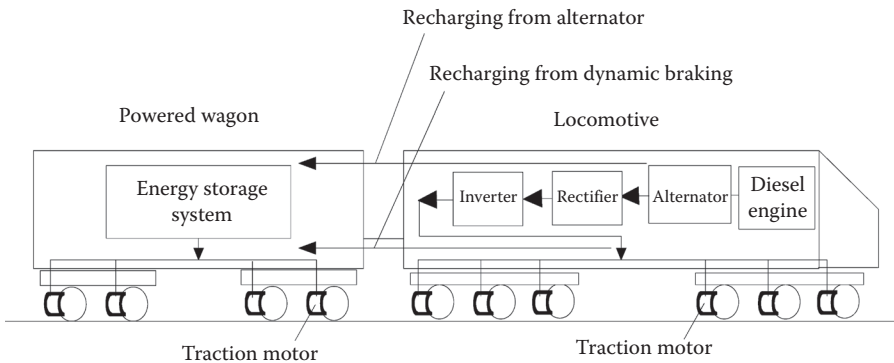 Recharging from alternator
Recharging from dynamic braking
Powered wagon
Locomotive
Energy storage
system
Inverter
Rectifier
Alternator
Diesel
engine
Traction motor
Traction motor